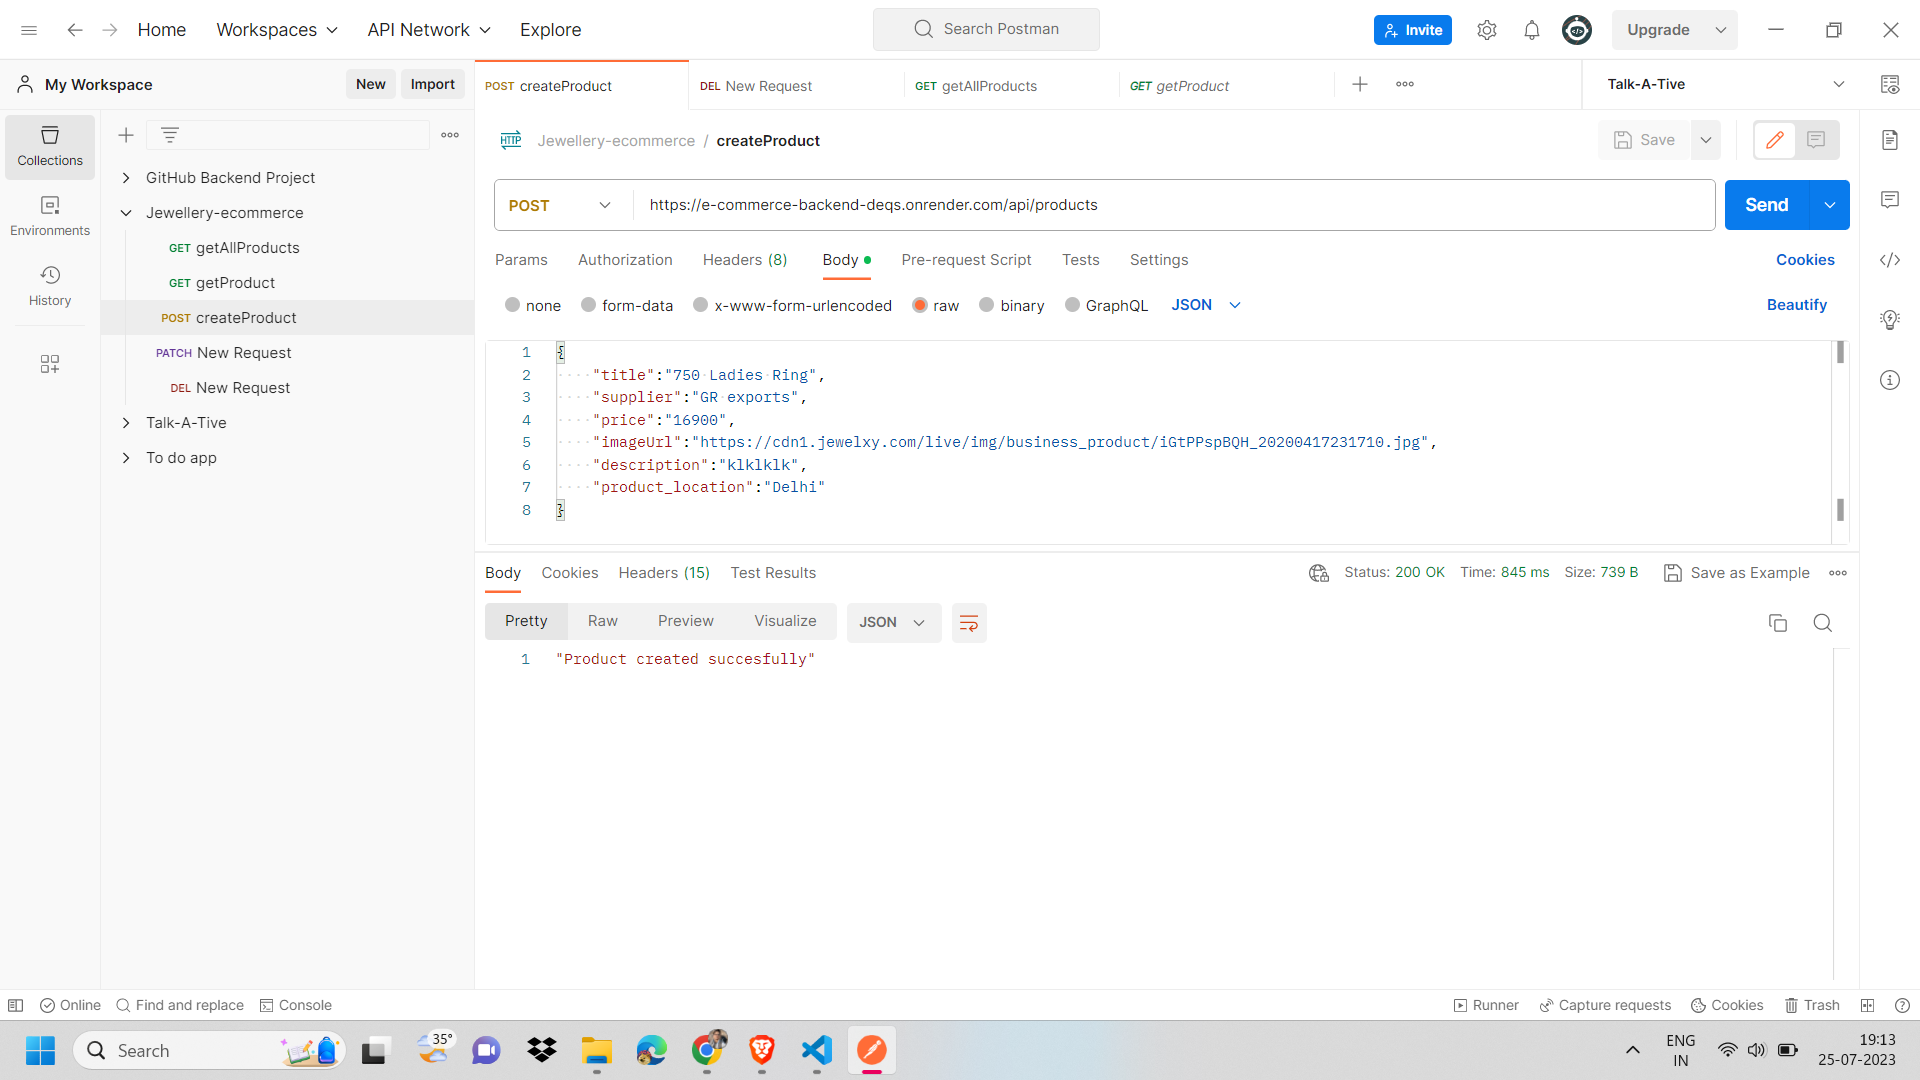 Home Workspaces API Network Explore Search Postman Invite Upgrade
My Workspace New Import POST createProduct DEL New Request GET getAllProducts GET getProduct Talk-A-Tive
Collections
Environments
History
GitHub Backend Project
Jewellery-ecommerce
GET getAllProducts
GET getProduct
POST createProduct
PATCH New Request
DEL New Request
Talk-A-Tive
To do app
HTTP Jewellery-ecommerce / createProduct Save
POST https://e-commerce-backend-deqs.onrender.com/api/products Send
Params Authorization Headers (8) Body Pre-request Script Tests Settings Cookies
none form-data x-www-form-urlencoded raw binary GraphQL JSON Beautify
1 {
2 "title":"750 Ladies Ring",
3 "supplier":"GR exports",
4 "price":"16900",
5 "imageUrl":"https://cdn1.jewelxy.com/live/img/business_product/iGtPPspBQH_20200417231710.jpg",
6 "description":"klklklk",
7 "product_location":"Delhi"
8 }
Body Cookies Headers (15) Test Results Status: 200 OK Time: 845 ms Size: 739 B Save as Example
Pretty Raw Preview Visualize JSON
1 "Product created succesfully"
Online Find and replace Console Runner Capture requests Cookies Trash
Search 35° ENG 19:13
IN 25-07-2023